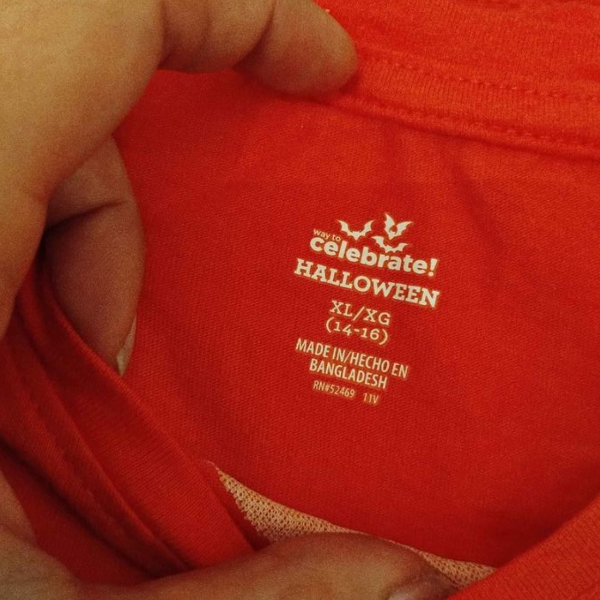 way to
celebrate!
HALLOWEEN
XL/XG
(14-16)
MADE IN/HECHO EN
BANGLADESH
RN#52469 11V